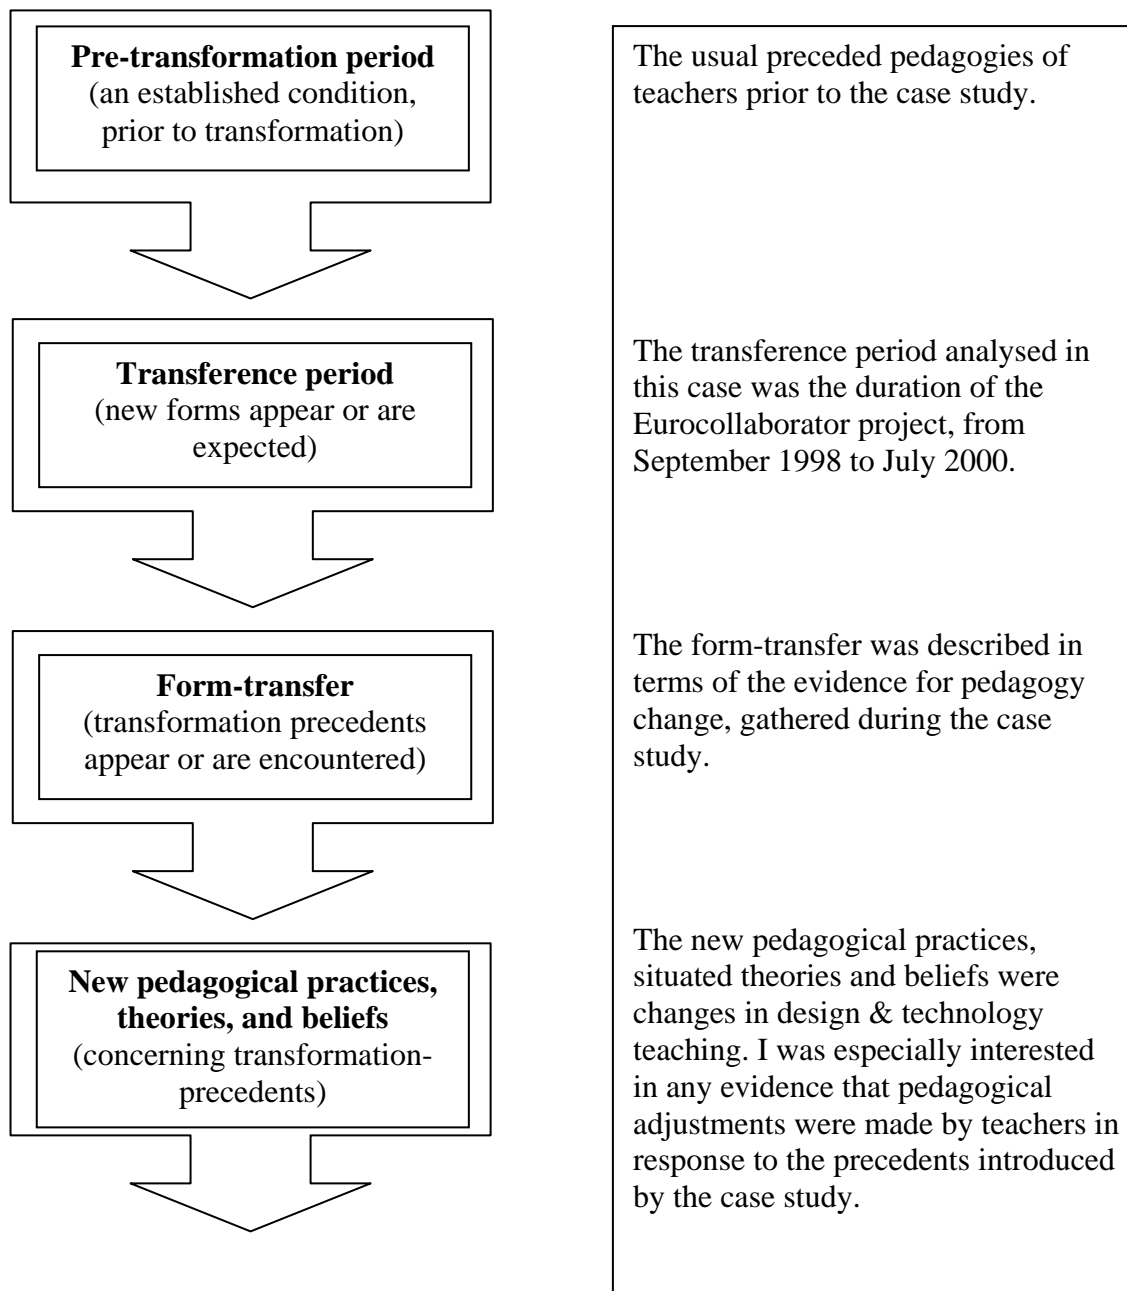 Pre-transformation period
(an established condition,
prior to transformation)
The usual preceded pedagogies of
teachers prior to the case study.
Transference period
(new forms appear or are
expected)
The transference period analysed in
this case was the duration of the
Eurocollaborator project, from
September 1998 to July 2000.
Form-transfer
(transformation precedents
appear or are encountered)
The form-transfer was described in
terms of the evidence for pedagogy
change, gathered during the case
study.
New pedagogical practices,
theories, and beliefs
(concerning transformation-
precedents)
The new pedagogical practices,
situated theories and beliefs were
changes in design & technology
teaching. I was especially interested
in any evidence that pedagogical
adjustments were made by teachers in
response to the precedents introduced
by the case study.